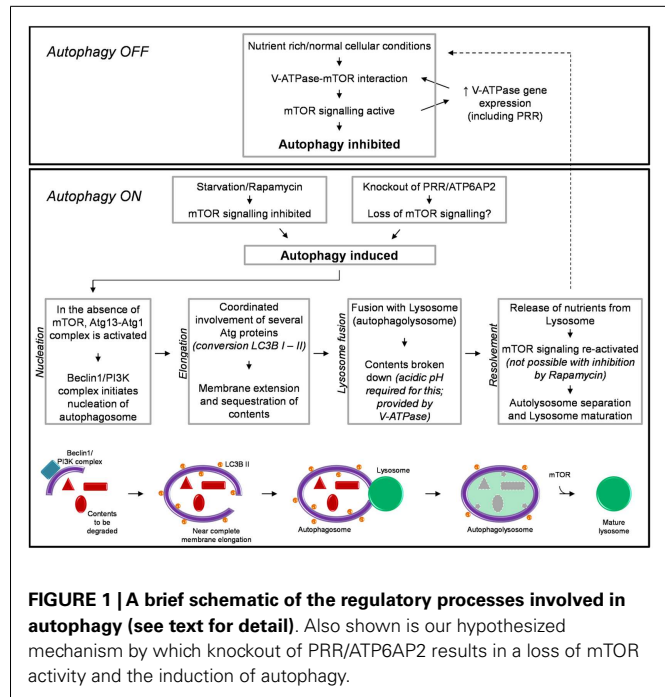 Autophagy OFF
Nutrient rich/normal cellular conditions
V-ATPase-mTOR interaction
mTOR signalling active
Autophagy inhibited
↑ V-ATPase gene
expression
(including PRR)
Autophagy ON
Starvation/Rapamycin
mTOR signalling inhibited
Knockout of PRR/ATP6AP2
Loss of mTOR signalling?
Autophagy induced
Nucleation
In the absence of
mTOR, Atg13-Atg1
complex is activated
Beclin1/PI3K
complex initiates
nucleation of
autophagosome
Elongation
Coordinated
involvement of several
Atg proteins
(conversion LC3B I – II)
Membrane extension
and sequestration of
contents
Lysosome fusion
Fusion with Lysosome
(autophagolysosome)
Contents broken
down (acidic pH
required for this;
provided by
V-ATPase)
Resolvement
Release of nutrients from
Lysosome
mTOR signaling re-activated
(not possible with inhibition
by Rapamycin)
Autolysosome separation
and Lysosome maturation
Beclin1/
PI3K complex
Contents
to be
degraded
LC3B II
Near complete
membrane elongation
Lysosome
Autophagosome
Autophagolysosome
mTOR
Mature
lysosome
FIGURE 1 | A brief schematic of the regulatory processes involved in
autophagy (see text for detail). Also shown is our hypothesized
mechanism by which knockout of PRR/ATP6AP2 results in a loss of mTOR
activity and the induction of autophagy.